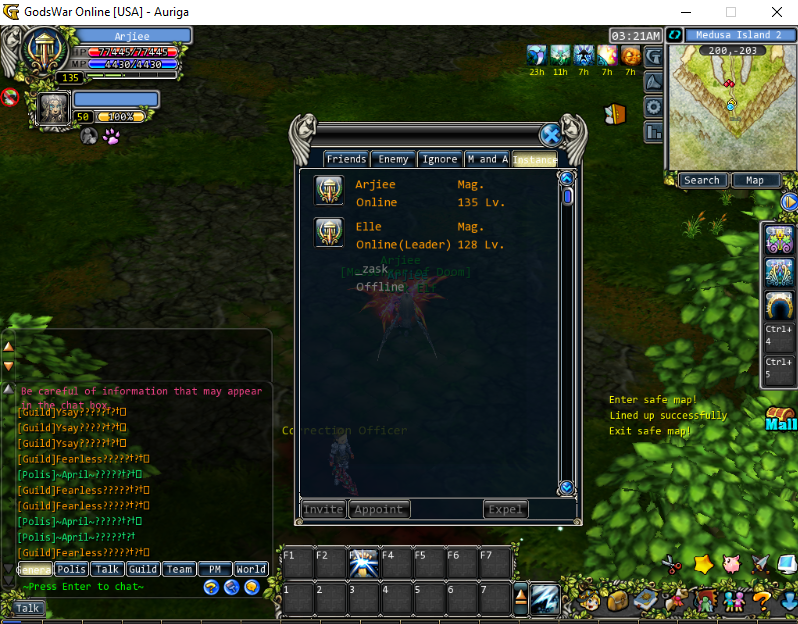 GodsWar Online [USA] - Auriga
Arjiee
HP 77445/77445
MP 4430/4430
135
50 100%
03:21AM
Medusa Island 2
200,-203
23h 11h 7h 7h 7h
Search Map
Friends Enemy Ignore M and A Instance
Arjiee Mag.
Online 135 Lv.
Elle Mag.
Online(Leader) 128 Lv.
zask
Offline
Arjiee
Correction Officer
Invite Appoint Expel
Ctrl+
4
Ctrl+
5
Enter safe map!
Lined up successfully
Exit safe map!
Mall
Be careful of information that may appear
in the chat box.
[Guild]Ysay?????†?†□
[Guild]Ysay?????†?†□
[Guild]Ysay?????†?†□
[Guild]Fearless?????†?†□
[Polis]~April~?????†?†□
[Guild]Fearless?????†?†□
[Guild]Fearless?????†?†□
[Polis]~April~?????†?†□
[Polis]~April~?????†?†
[Guild]Fearless?????†?†□
General Polis Talk Guild Team PM World
~Press Enter to chat~
Talk
F1 F2 F3 F4 F5 F6 F7
1 2 3 4 5 6 7